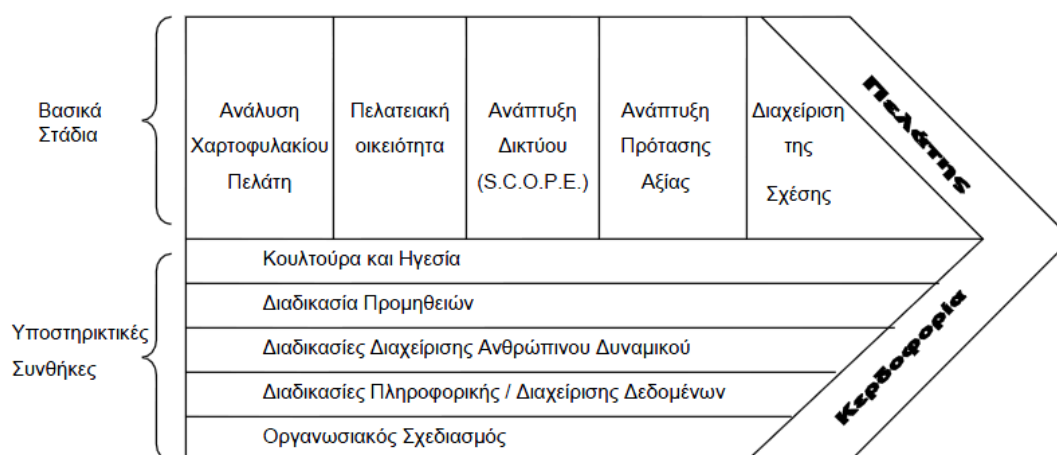 Βασικά
Στάδια
Ανάλυση
Χαρτοφυλακίου
Πελάτη
Πελατειακή
οικειότητα
Ανάπτυξη
Δικτύου
(S.C.O.P.E.)
Ανάπτυξη
Πρότασης
Αξίας
Διαχείριση
της
Σχέσης
Πελάτης
Υποστηρικτικές
Συνθήκες
Κουλτούρα και Ηγεσία
Διαδικασία Προμηθειών
Διαδικασίες Διαχείρισης Ανθρώπινου Δυναμικού
Διαδικασίες Πληροφορικής / Διαχείρισης Δεδομένων
Οργανωσιακός Σχεδιασμός
Κερδοφορία